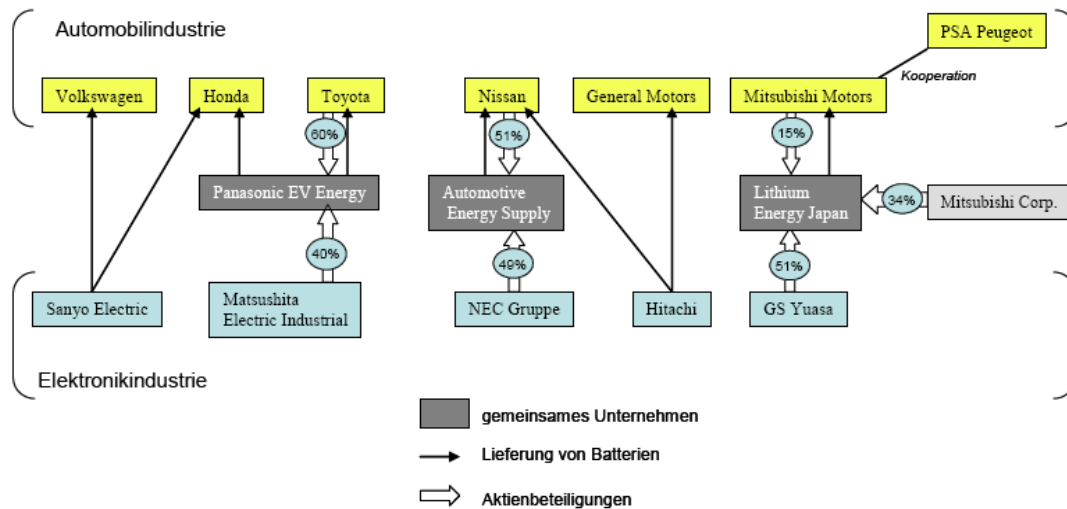 Automobilindustrie
PSA Peugeot
Kooperation
Volkswagen
Honda
Toyota
Nissan
General Motors
Mitsubishi Motors
60%
51%
15%
Panasonic EV Energy
Automotive
Energy Supply
Lithium
Energy Japan
34%
Mitsubishi Corp.
40%
49%
51%
Sanyo Electric
Matsushita
Electric Industrial
NEC Gruppe
Hitachi
GS Yuasa
Elektronikindustrie
gemeinsames Unternehmen
Lieferung von Batterien
Aktienbeteiligungen